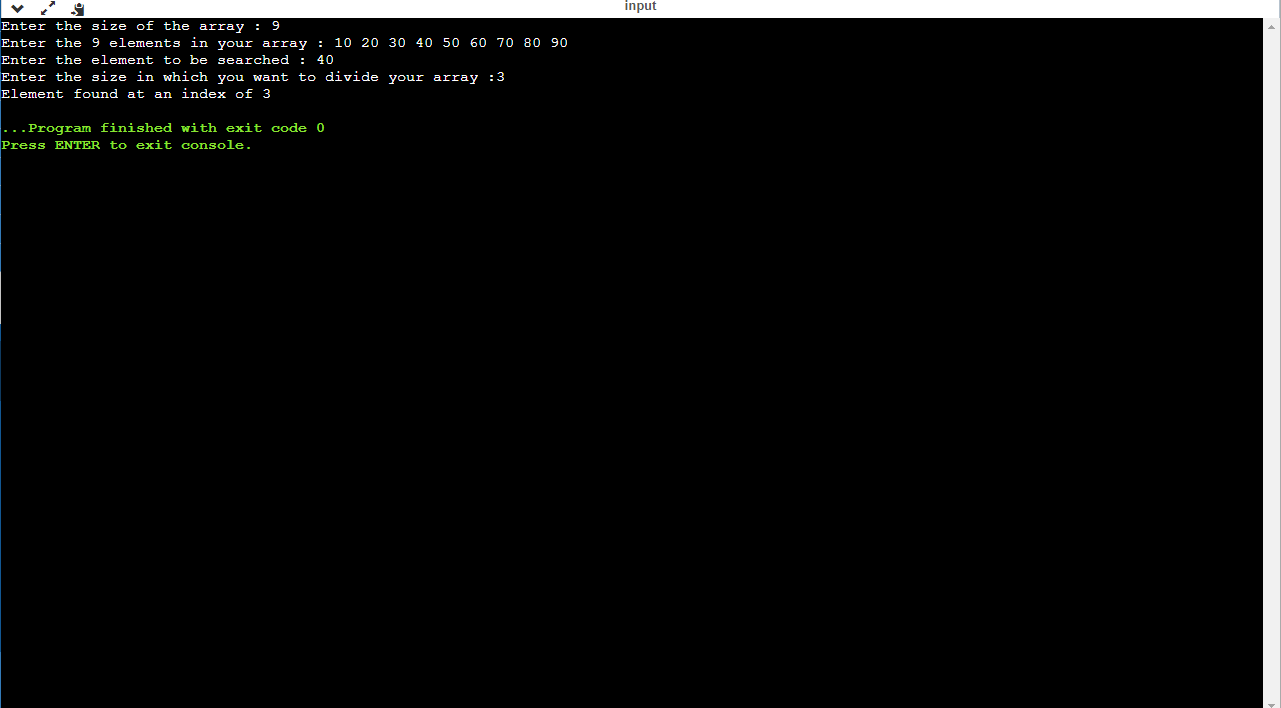 input
Enter the size of the array : 9
Enter the 9 elements in your array : 10 20 30 40 50 60 70 80 90
Enter the element to be searched : 40
Enter the size in which you want to divide your array :3
Element found at an index of 3
...Program finished with exit code 0
Press ENTER to exit console.